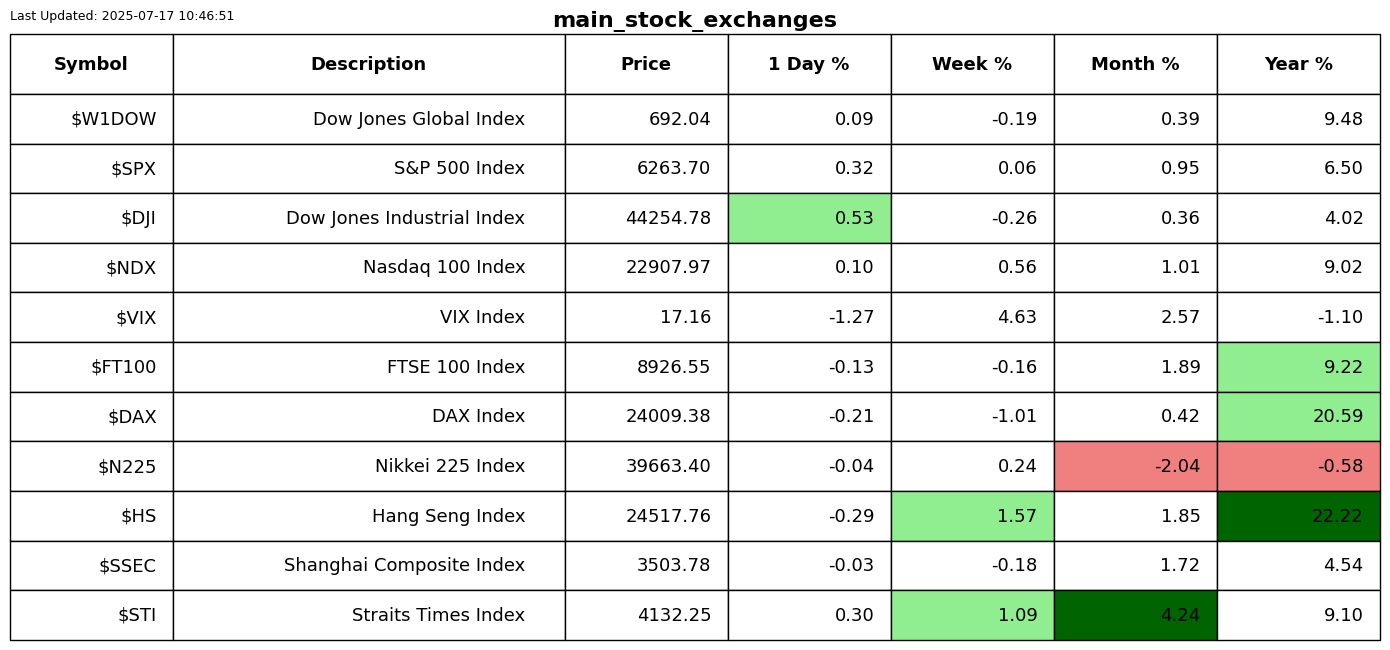 Last Updated: 2025-07-17 10:46:51
main_stock_exchanges
Symbol Description Price 1 Day % Week % Month % Year %
$W1DOW Dow Jones Global Index 692.04 0.09 -0.19 0.39 9.48
$SPX S&P 500 Index 6263.70 0.32 0.06 0.95 6.50
$DJI Dow Jones Industrial Index 44254.78 0.53 -0.26 0.36 4.02
$NDX Nasdaq 100 Index 22907.97 0.10 0.56 1.01 9.02
$VIX VIX Index 17.16 -1.27 4.63 2.57 -1.10
$FT100 FTSE 100 Index 8926.55 -0.13 -0.16 1.89 9.22
$DAX DAX Index 24009.38 -0.21 -1.01 0.42 20.59
$N225 Nikkei 225 Index 39663.40 -0.04 0.24 -2.04 -0.58
$HS Hang Seng Index 24517.76 -0.29 1.57 1.85 22.22
$SSEC Shanghai Composite Index 3503.78 -0.03 -0.18 1.72 4.54
$STI Straits Times Index 4132.25 0.30 1.09 4.24 9.10